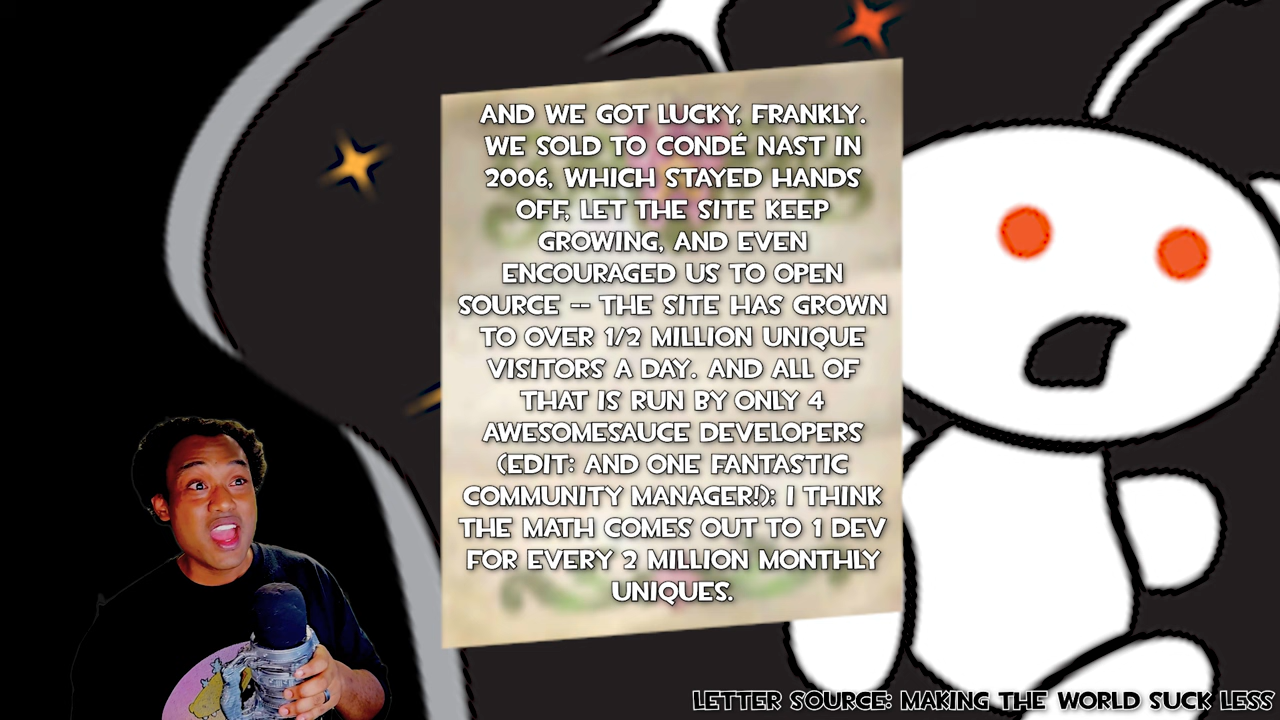 AND WE GOT LUCKY, FRANKLY.
WE SOLD TO CONDÉ NAST IN
2006, WHICH STAYED HANDS
OFF, LET THE SITE KEEP
GROWING, AND EVEN
ENCOURAGED US TO OPEN
SOURCE -- THE SITE HAS GROWN
TO OVER 1/2 MILLION UNIQUE
VISITORS A DAY. AND ALL OF
THAT IS RUN BY ONLY 4
AWESOMESAUCE DEVELOPERS
(EDIT: AND ONE FANTASTIC
COMMUNITY MANAGER!); I THINK
THE MATH COMES OUT TO 1 DEV
FOR EVERY 2 MILLION MONTHLY
UNIQUES.
LETTER SOURCE: MAKING THE WORLD SUCK LESS